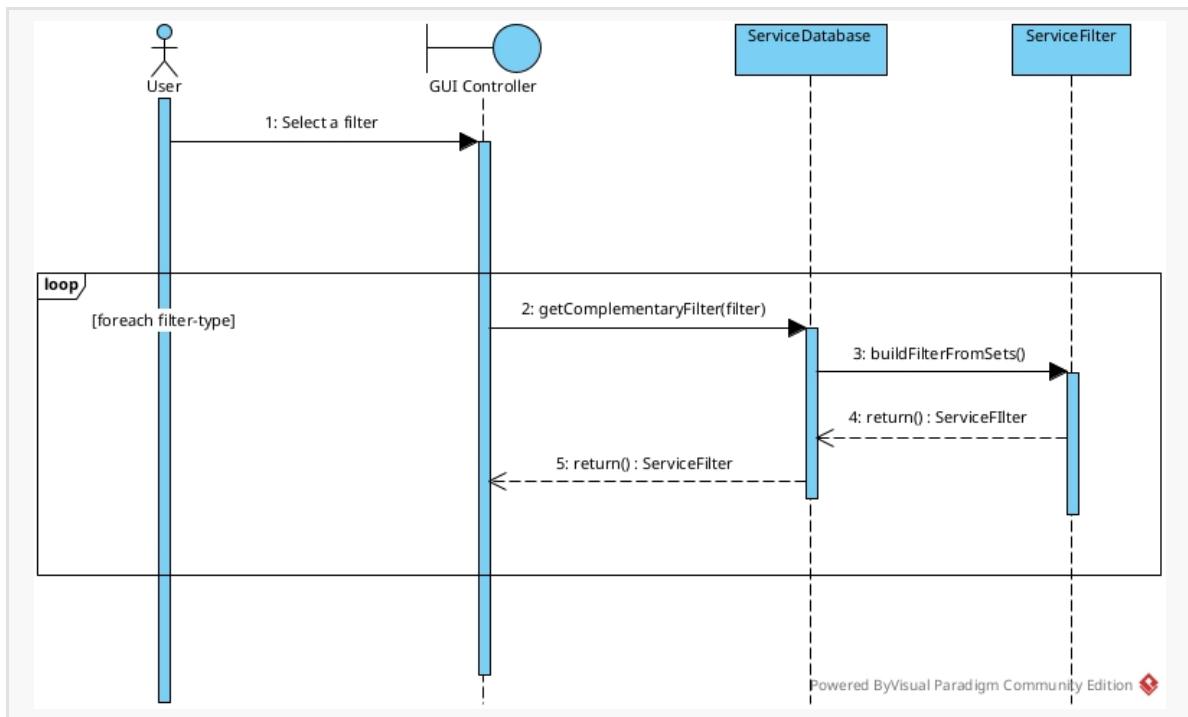 User
GUI Controller
ServiceDatabase
ServiceFilter
1: Select a filter
loop
[foreach filter-type]
2: getComplementaryFilter(filter)
3: buildFilterFromSets()
4: return() : ServiceFIlter
5: return() : ServiceFilter
Powered ByVisual Paradigm Community Edition